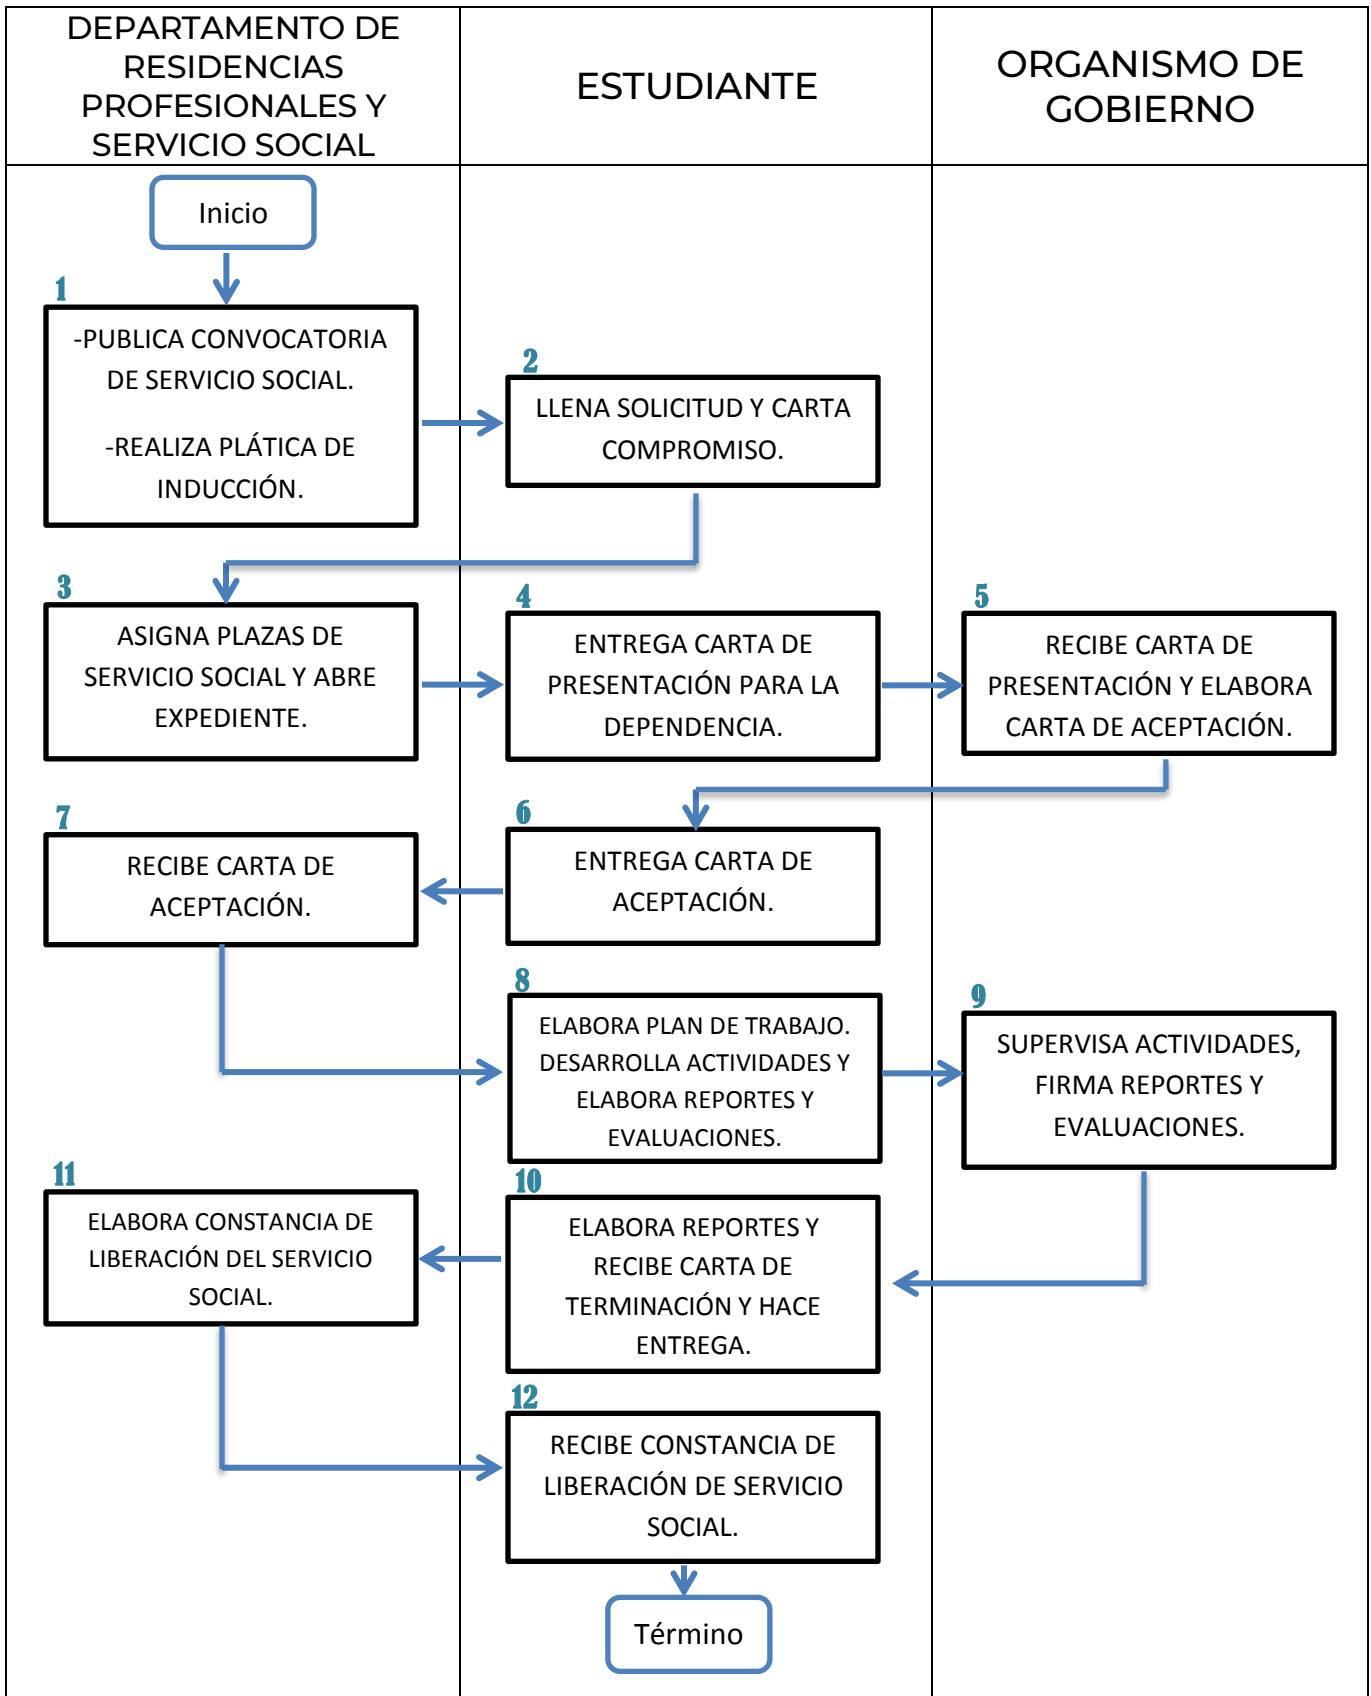 DEPARTAMENTO DE
RESIDENCIAS
PROFESIONALES Y
SERVICIO SOCIAL
ESTUDIANTE
ORGANISMO DE
GOBIERNO
Inicio
1
-PUBLICA CONVOCATORIA
DE SERVICIO SOCIAL.
-REALIZA PLÁTICA DE
INDUCCIÓN.
2
LLENA SOLICITUD Y CARTA
COMPROMISO.
3
ASIGNA PLAZAS DE
SERVICIO SOCIAL Y ABRE
EXPEDIENTE.
4
ENTREGA CARTA DE
PRESENTACIÓN PARA LA
DEPENDENCIA.
5
RECIBE CARTA DE
PRESENTACIÓN Y ELABORA
CARTA DE ACEPTACIÓN.
6
ENTREGA CARTA DE
ACEPTACIÓN.
7
RECIBE CARTA DE
ACEPTACIÓN.
8
ELABORA PLAN DE TRABAJO.
DESARROLLA ACTIVIDADES Y
ELABORA REPORTES Y
EVALUACIONES.
9
SUPERVISA ACTIVIDADES,
FIRMA REPORTES Y
EVALUACIONES.
10
ELABORA REPORTES Y
RECIBE CARTA DE
TERMINACIÓN Y HACE
ENTREGA.
11
ELABORA CONSTANCIA DE
LIBERACIÓN DEL SERVICIO
SOCIAL.
12
RECIBE CONSTANCIA DE
LIBERACIÓN DE SERVICIO
SOCIAL.
Término